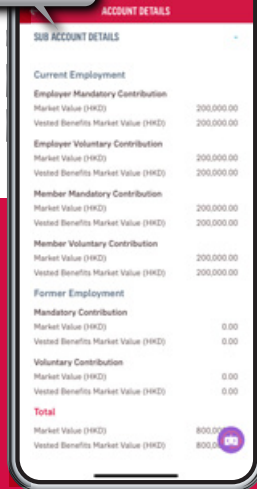 ACCOUNT DETAILS
SUB ACCOUNT DETAILS
Current Employment
Employer Mandatory Contribution
Market Value (HKD) 200,000.00
Vested Benefits Market Value (HKD) 200,000.00
Employer Voluntary Contribution
Market Value (HKD) 200,000.00
Vested Benefits Market Value (HKD) 200,000.00
Member Mandatory Contribution
Market Value (HKD) 200,000.00
Vested Benefits Market Value (HKD) 200,000.00
Member Voluntary Contribution
Market Value (HKD) 200,000.00
Vested Benefits Market Value (HKD) 200,000.00
Former Employment
Mandatory Contribution
Market Value (HKD) 0.00
Vested Benefits Market Value (HKD) 0.00
Voluntary Contribution
Market Value (HKD) 0.00
Vested Benefits Market Value (HKD) 0.00
Total
Market Value (HKD)
Vested Benefits Market Value (HKD)